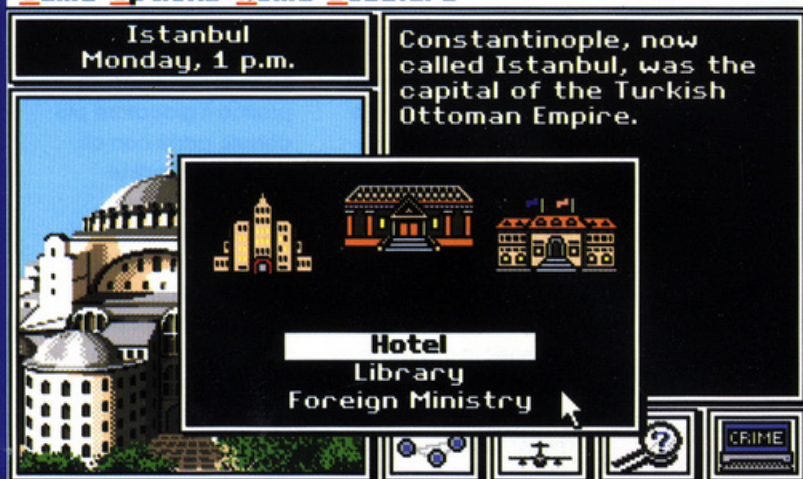 Istanbul
Monday, 1 p.m.
Constantinople, now
called Istanbul, was the
capital of the Turkish
Ottoman Empire.
Hotel
Library
Foreign Ministry
?
CRIME